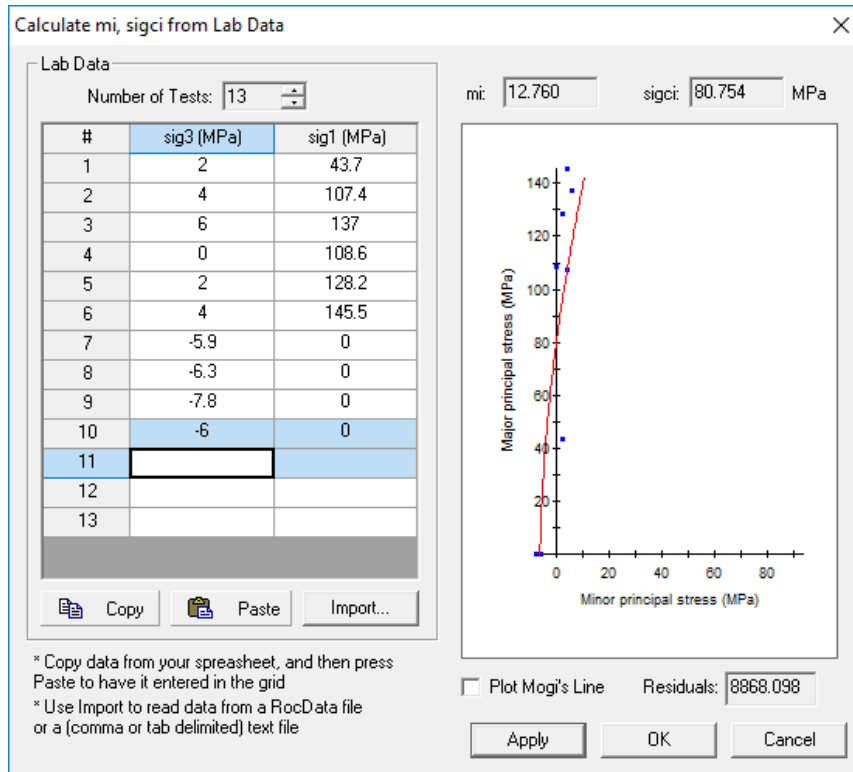 Calculate mi, sigci from Lab Data
Lab Data
Number of Tests: 13
# sig3 (MPa) sig1 (MPa)
1 2 43.7
2 4 107.4
3 6 137
4 0 108.6
5 2 128.2
6 4 145.5
7 -5.9 0
8 -6.3 0
9 -7.8 0
10 -6 0
11
12
13
Copy Paste Import...
* Copy data from your spreasheet, and then press
Paste to have it entered in the grid
* Use Import to read data from a RocData file
or a (comma or tab delimited) text file
mi: 12.760 sigci: 80.754 MPa
Major principal stress (MPa)
140
120
100
80
60
40
20
0
0 20 40 60 80
Minor principal stress (MPa)
Plot Mogi's Line Residuals: 8868.098
Apply OK Cancel